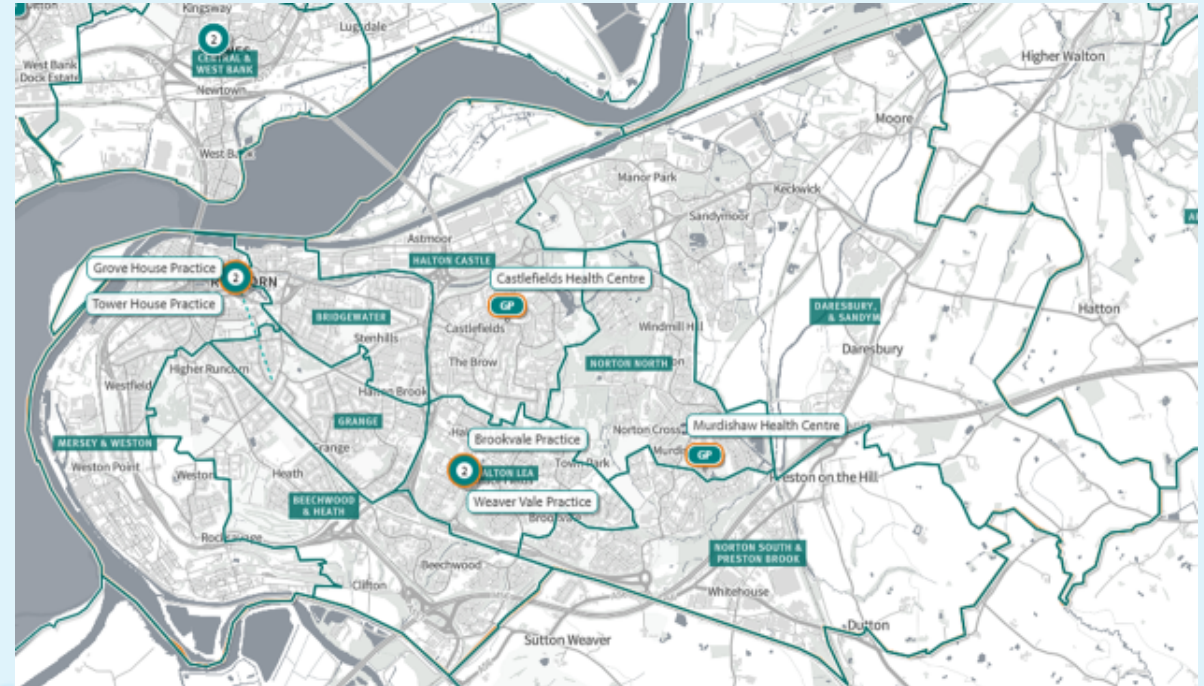 Kingsway
Lugsdale
2
CENTRAL &
WEST BANK
West Bank
Dock Estate
Newtown
Higher Walton
Moore
Manor Park
Keckwick
Sandymoor
Astmoor
HALTON CASTLE
Grove House Practice
2
Castlefields Health Centre
Tower House Practice
GP
DARESBURY,
& SANDYM
Hatton
BRIDGEWATER
Castlefields
Windmill Hill
Stenhills
Daresbury
The Brow
NORTON NORTH
Higher Runcorn
Westfield
Halton Brook
GRANGE
Murdishaw Health Centre
Norton Cross
Brookvale Practice
MERSEY & WESTON
Grange
GP
Weston Point
Weston
Heath
2
Town Park
Preston on the Hill
BEECHWOOD
& HEATH
Weaver Vale Practice
Brookvale
Rocksavage
NORTON SOUTH &
PRESTON BROOK
Beechwood
Clifton
Whitehouse
Dutton
Sutton Weaver